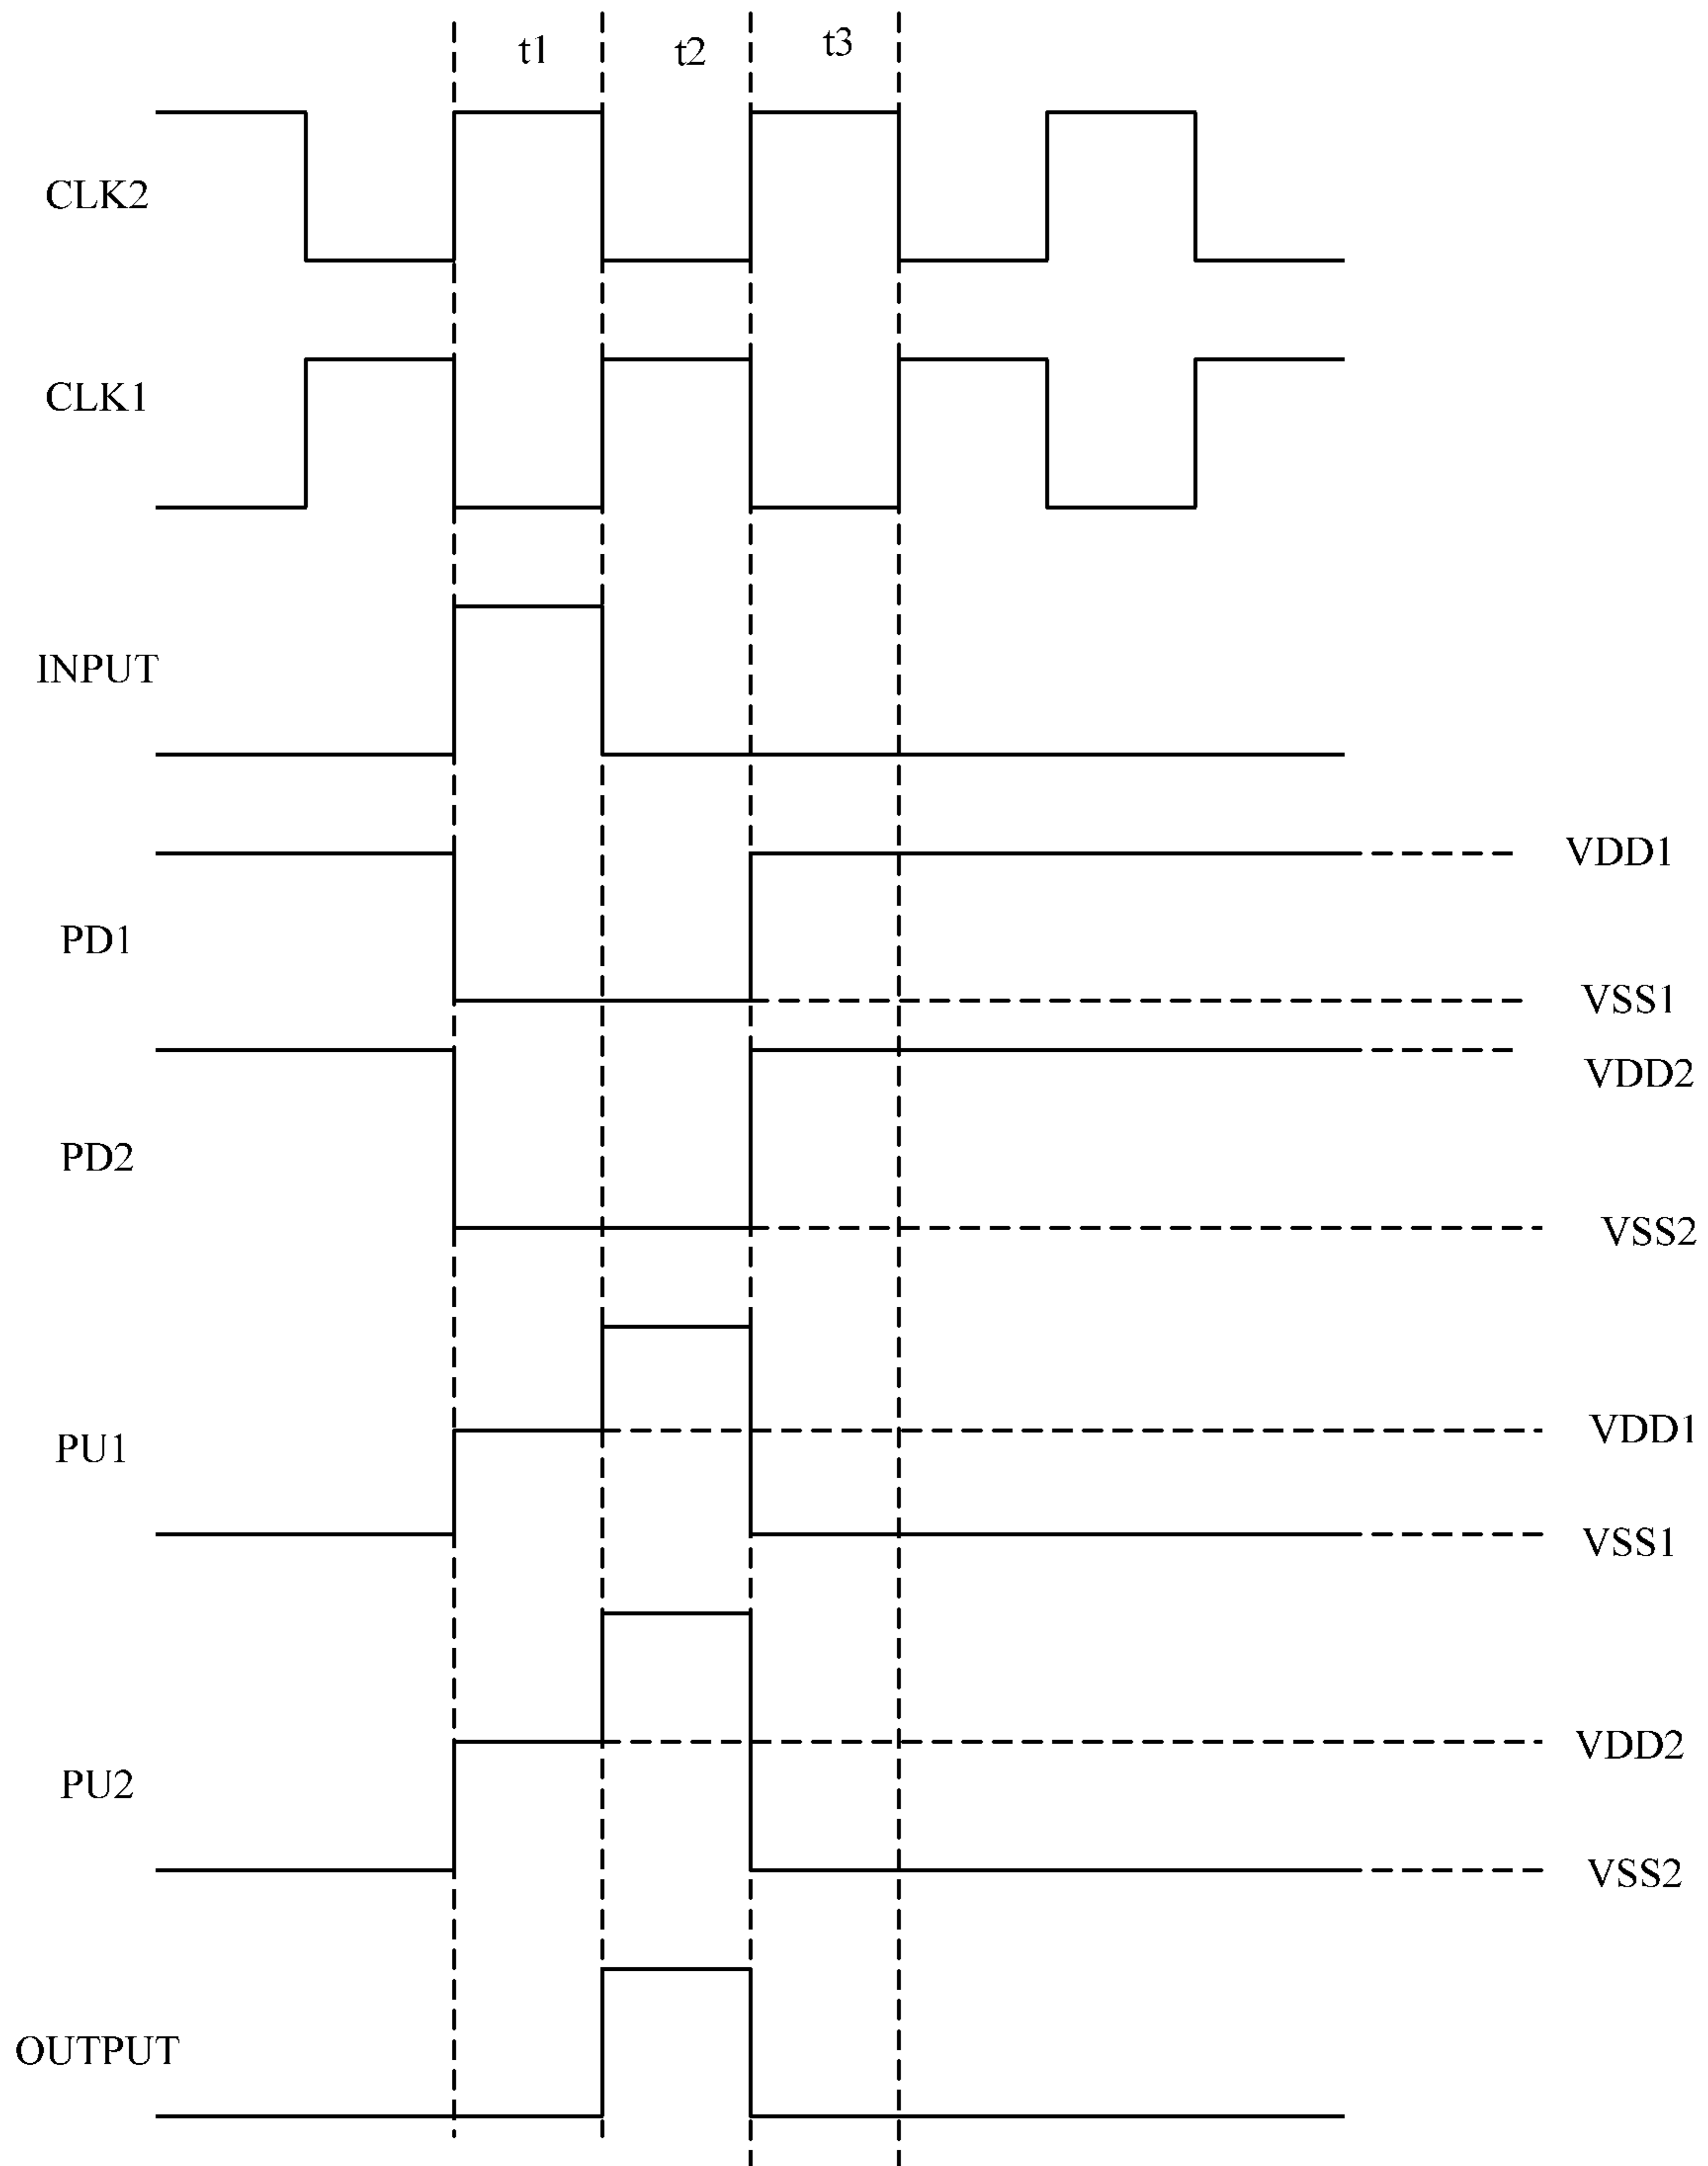 t1 t2 t3
CLK2
CLK1
INPUT
VDD1
PD1
VSS1
VDD2
PD2
VSS2
VDD1
PU1
VSS1
VDD2
PU2
VSS2
OUTPUT